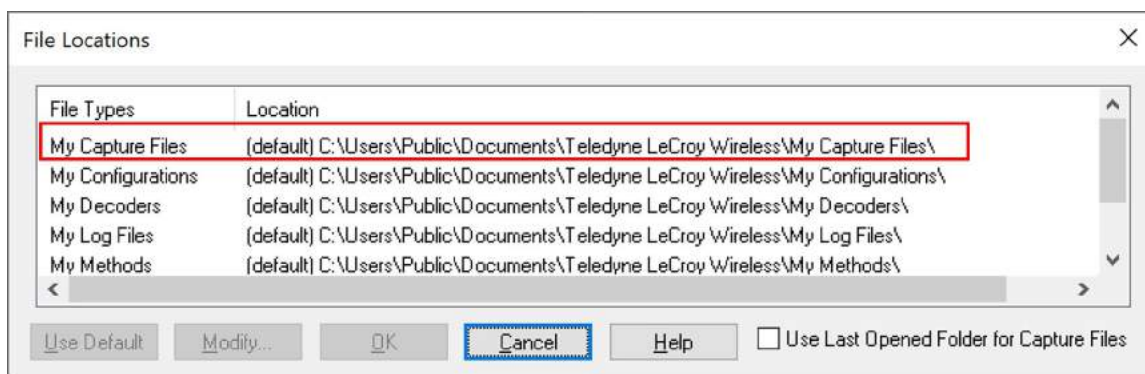 File Locations
File Types Location
My Capture Files (default) C:\Users\Public\Documents\Teledyne LeCroy Wireless\My Capture Files\
My Configurations (default) C:\Users\Public\Documents\Teledyne LeCroy Wireless\My Configurations\
My Decoders (default) C:\Users\Public\Documents\Teledyne LeCroy Wireless\My Decoders\
My Log Files (default) C:\Users\Public\Documents\Teledyne LeCroy Wireless\My Log Files\
My Methods (default) C:\Users\Public\Documents\Teledyne LeCroy Wireless\My Methods\
Use Default Modify... OK Cancel Help Use Last Opened Folder for Capture Files